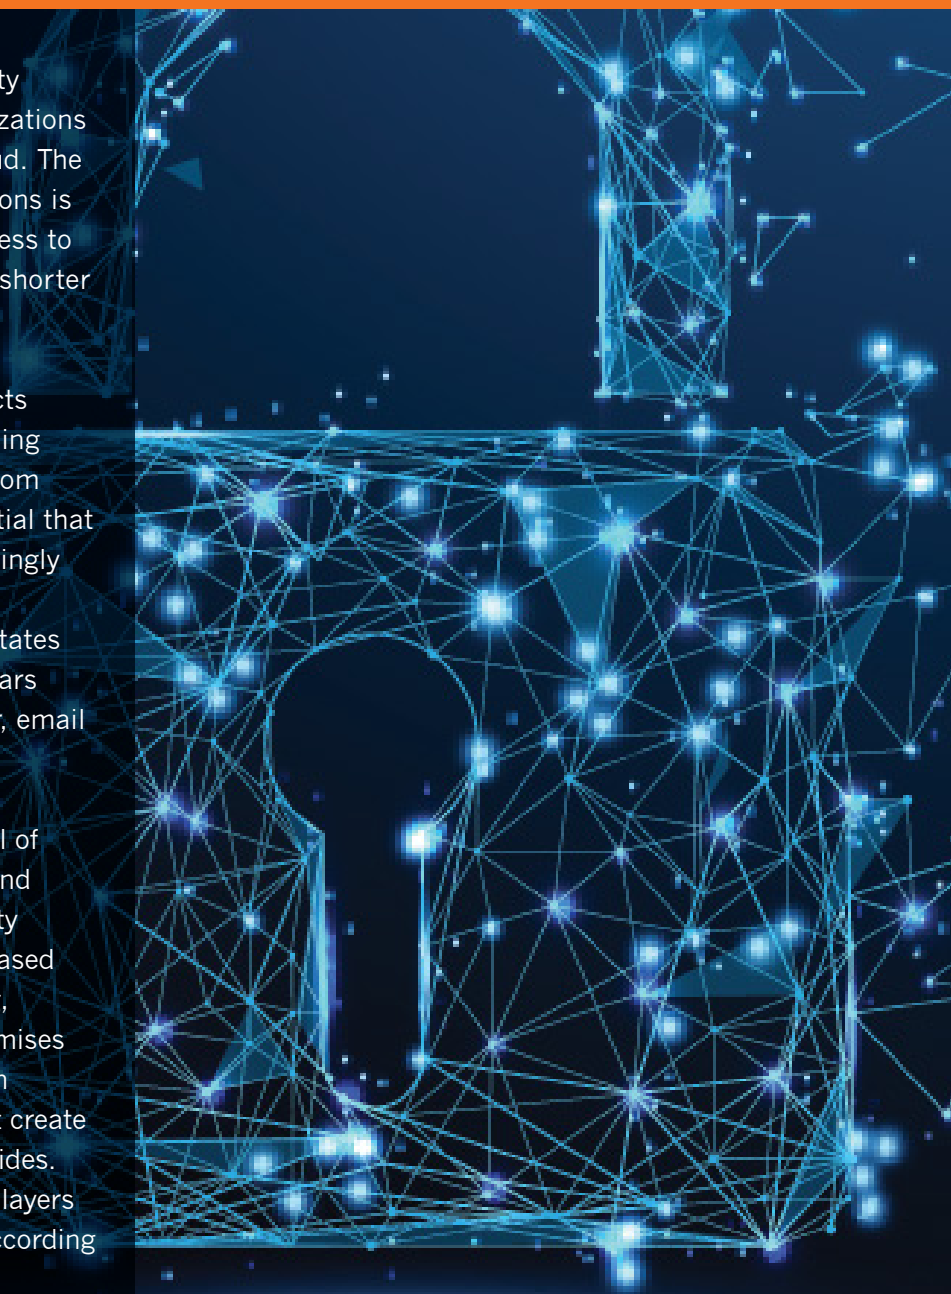 ty
zations
d. The
ons is
ess to
shorter
cts
ing
om
tial that
ingly
tates
ars
, email
l of
nd
ty
ased
,
mises
n
t create
ides.
layers
ccording